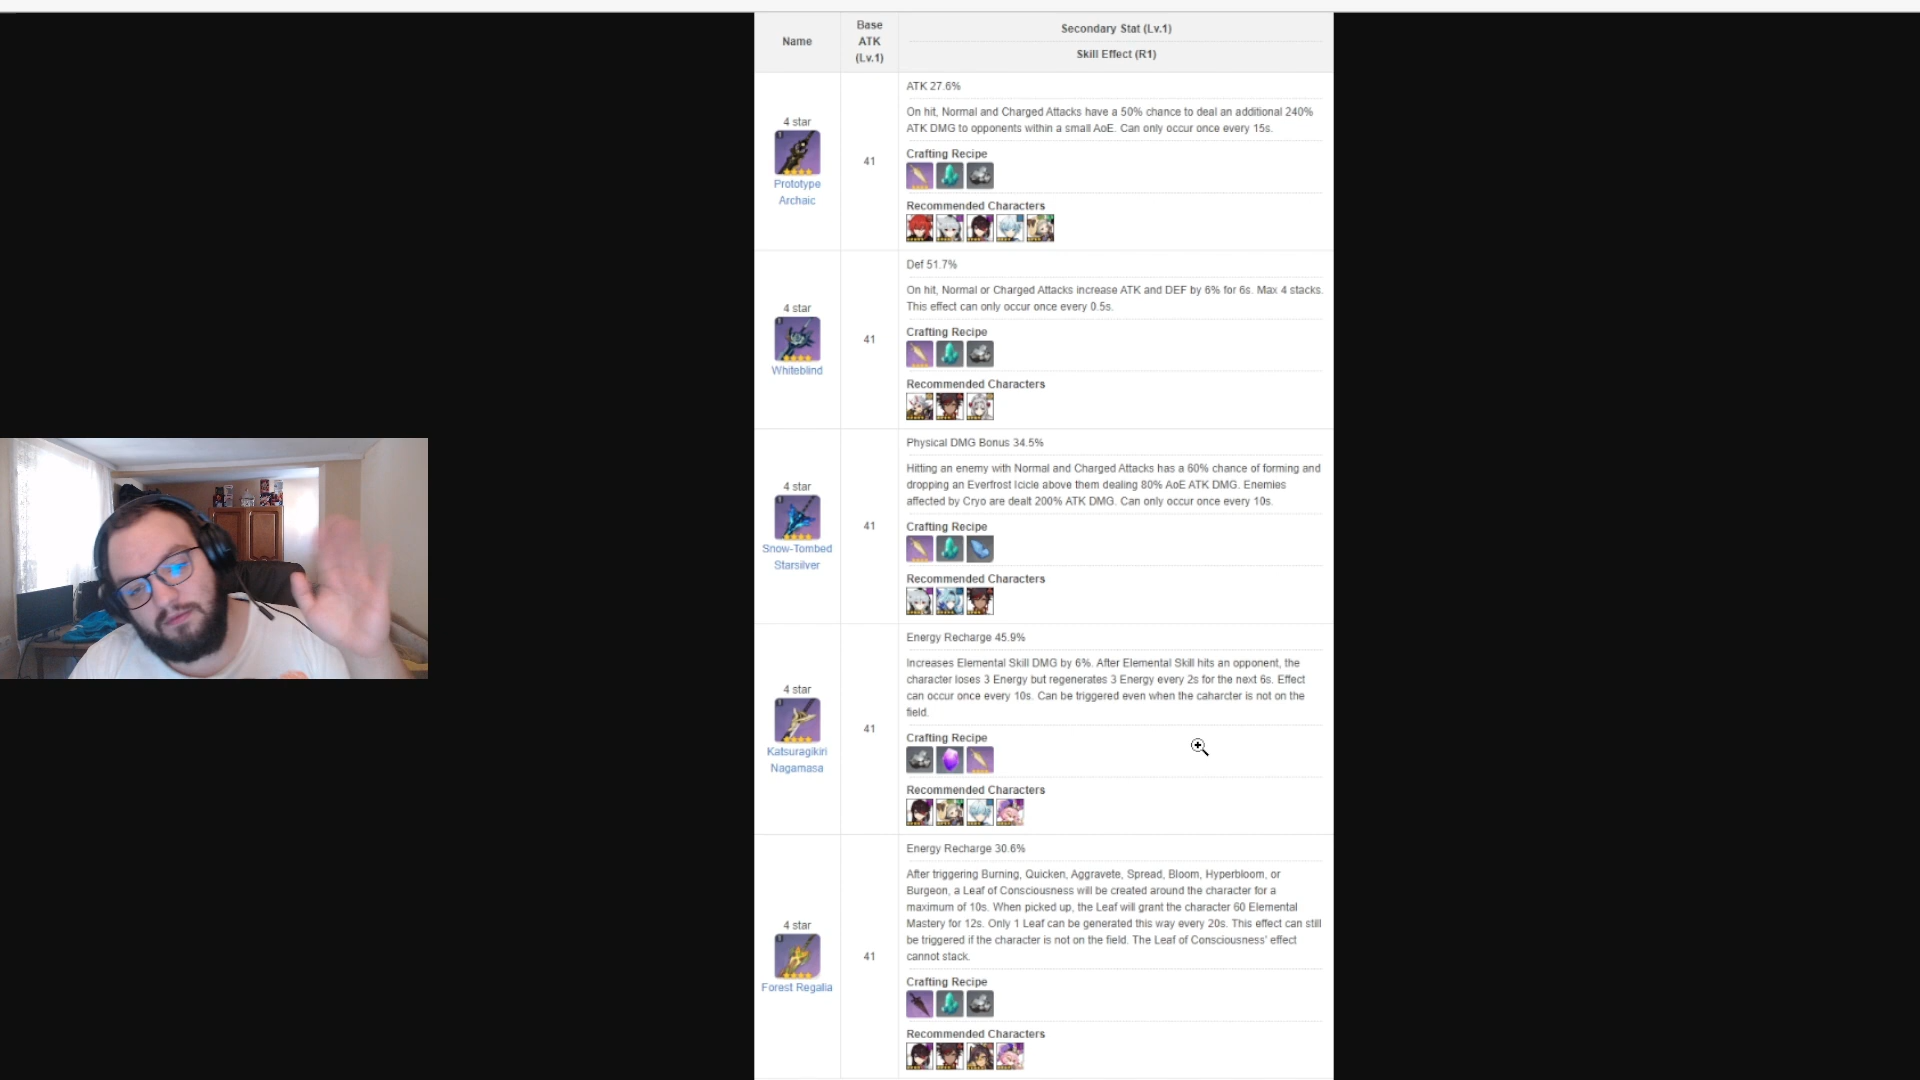 Name
Base
ATK
(Lv.1)
Secondary Stat (Lv.1)
Skill Effect (R1)
4 star
Prototype
Archaic
41
ATK 27.6%
On hit, Normal and Charged Attacks have a 50% chance to deal an additional 240%
ATK DMG to opponents within a small AoE. Can only occur once every 15s.
Crafting Recipe
Recommended Characters
4 star
Whiteblind
41
Def 51.7%
On hit, Normal or Charged Attacks increase ATK and DEF by 6% for 6s. Max 4 stacks.
This effect can only occur once every 0.5s.
Crafting Recipe
Recommended Characters
4 star
Snow-Tombed
Starsilver
41
Physical DMG Bonus 34.5%
Hitting an enemy with Normal and Charged Attacks has a 60% chance of forming and
dropping an Everfrost Icicle above them dealing 80% AoE ATK DMG. Enemies
affected by Cryo are dealt 200% ATK DMG. Can only occur once every 10s.
Crafting Recipe
Recommended Characters
4 star
Katsuragikiri
Nagamasa
41
Energy Recharge 45.9%
Increases Elemental Skill DMG by 6%. After Elemental Skill hits an opponent, the
character loses 3 Energy but regenerates 3 Energy every 2s for the next 6s. Effect
can occur once every 10s. Can be triggered even when the caharcter is not on the
field.
Crafting Recipe
Recommended Characters
4 star
Forest Regalia
41
Energy Recharge 30.6%
After triggering Burning, Quicken, Aggravete, Spread, Bloom, Hyperbloom, or
Burgeon, a Leaf of Consciousness will be created around the character for a
maximum of 10s. When picked up, the Leaf will grant the character 60 Elemental
Mastery for 12s. Only 1 Leaf can be generated this way every 20s. This effect can still
be triggered if the character is not on the field. The Leaf of Consciousness' effect
cannot stack.
Crafting Recipe
Recommended Characters